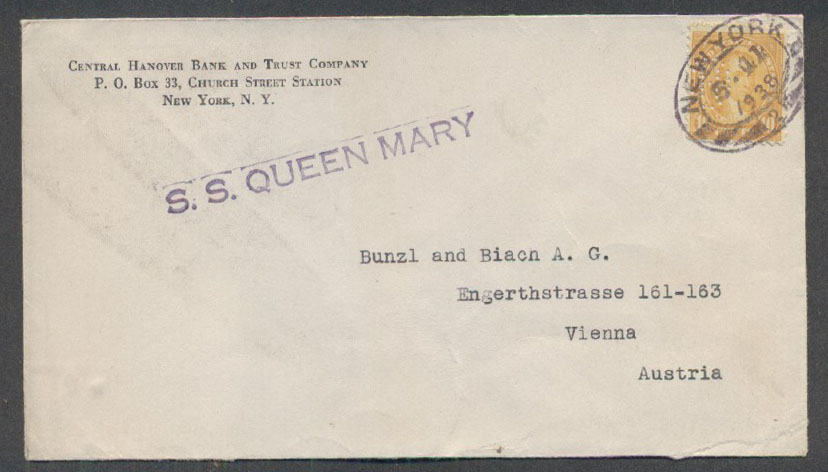 CENTRAL HANOVER BANK AND TRUST COMPANY
P. O. BOX 33, CHURCH STREET STATION
NEW YORK, N. Y.
NEW YORK
1938
S. S. QUEEN MARY
Bunzl and Biach A. G.
Engerthstrasse 161-163
Vienna
Austria